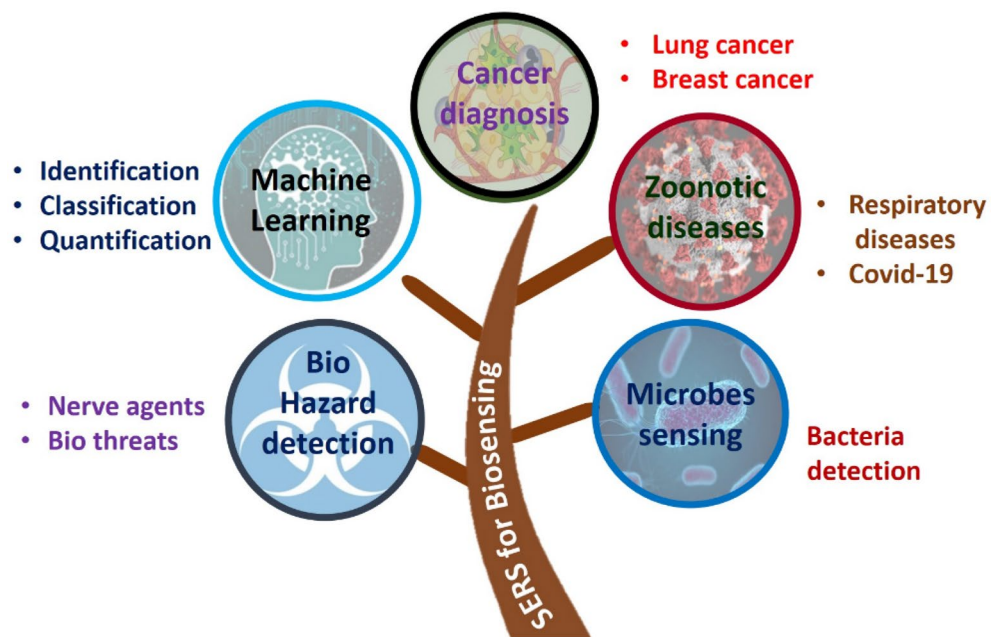 Cancer
diagnosis
• Lung cancer
• Breast cancer
Machine
Learning
• Identification
• Classification
• Quantification
Zoonotic
diseases
• Respiratory
diseases
• Covid-19
Bio
Hazard
detection
• Nerve agents
• Bio threats
Microbes
sensing
Bacteria
detection
SERS for Biosensing